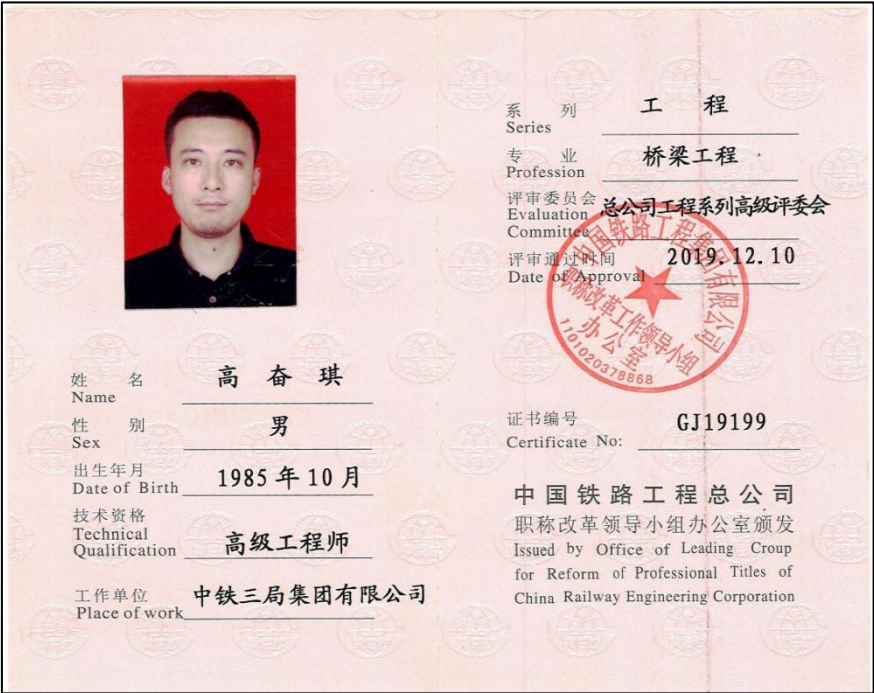 姓 名 高 奋 琪
Name
性 别 男
Sex
出生年月
Date of Birth 1985年10月
技术资格
Technical
Qualification 高级工程师
工作单位 中铁三局集团有限公司
Place of work
系 列 工 程
Series
专 业 桥梁工程
Profession
评审委员会 总公司工程系列高级评委会
Evaluation
Committee
评审通过时间 2019.12.10
Date of Approval
中国铁路工程集团有限公司
职称改革工作领导小组
办公室
1101020378868
证书编号 GJ19199
Certificate No:
中国铁路工程总公司
职称改革领导小组办公室颁发
Issued by Office of Leading Croup
for Reform of Professional Titles of
China Railway Engineering Corporation